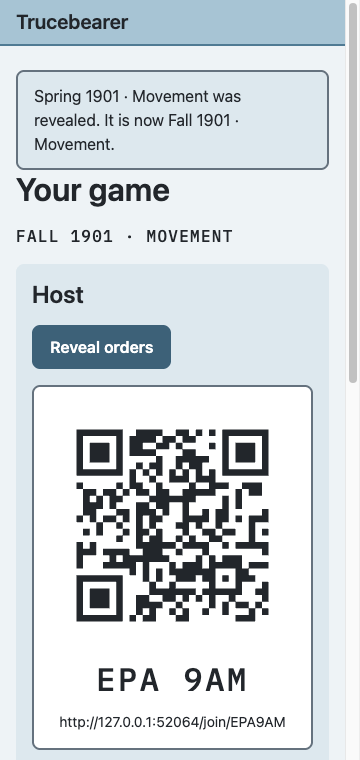 Trucebearer
Spring 1901 · Movement was
revealed. It is now Fall 1901 ·
Movement.
Your game
FALL 1901 · MOVEMENT
Host
Reveal orders
EPA 9AM
http://127.0.0.1:52064/join/EPA9AM